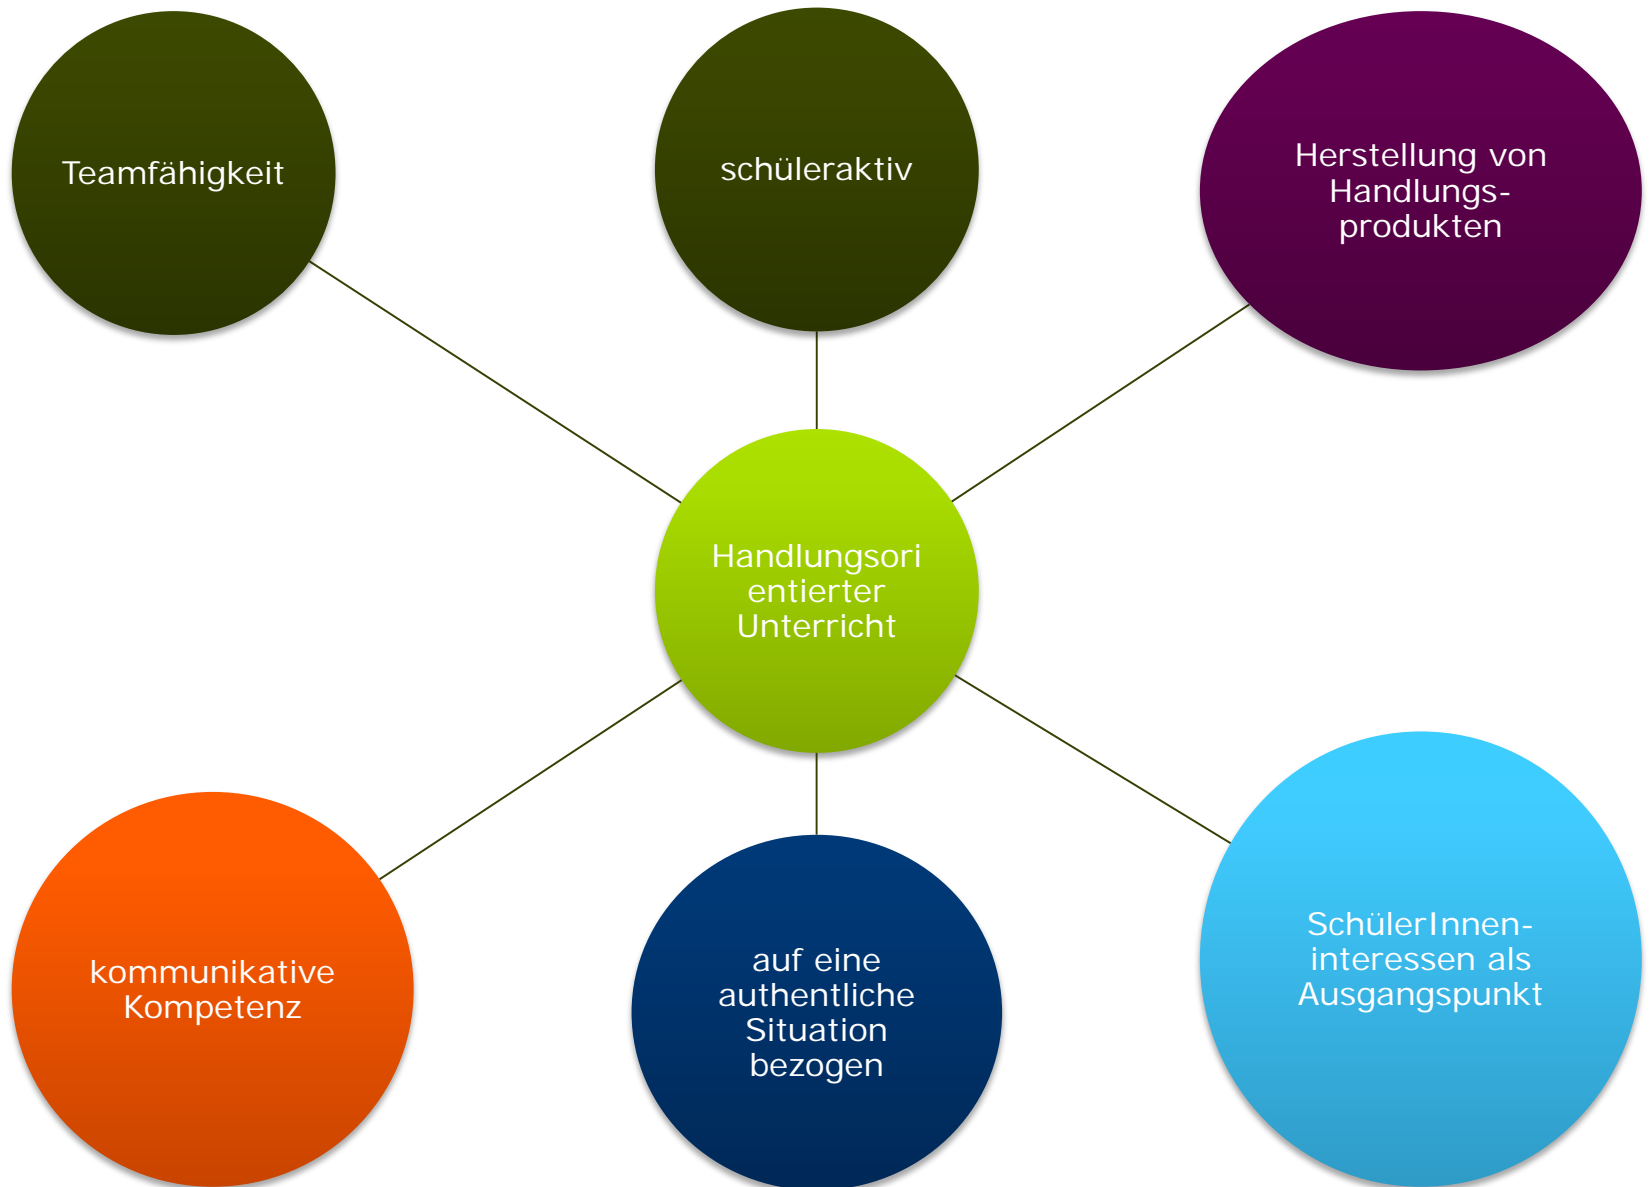 Teamfähigkeit
schüleraktiv
Herstellung von
Handlungs-
produkten
Handlungsori
entierter
Unterricht
kommunikative
Kompetenz
auf eine
authentliche
Situation
bezogen
SchülerInnen-
interessen als
Ausgangspunkt